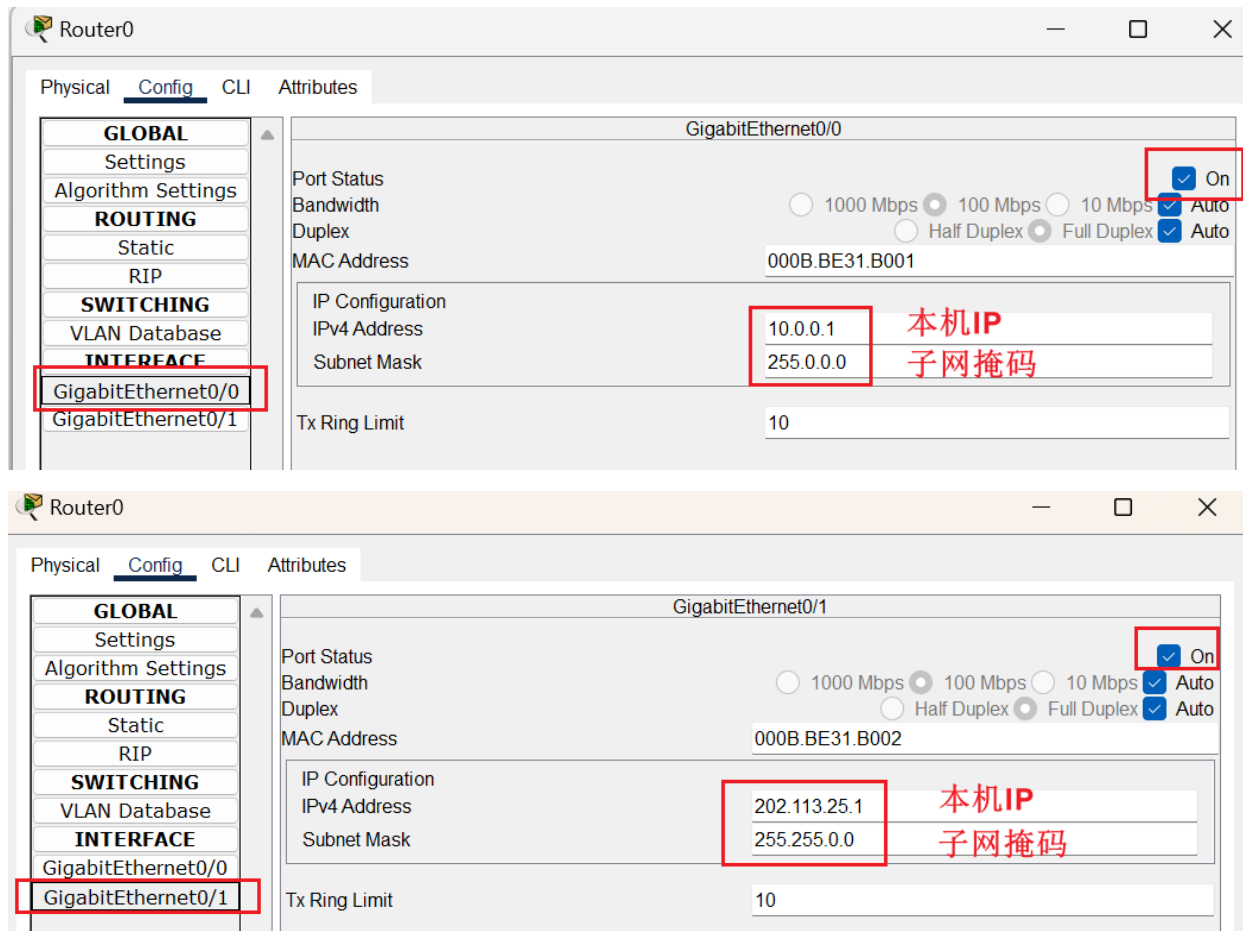 Router0
Physical Config CLI Attributes
GLOBAL
Settings
Algorithm Settings
ROUTING
Static
RIP
SWITCHING
VLAN Database
INTERFACE
GigabitEthernet0/0
GigabitEthernet0/1
GigabitEthernet0/0
Port Status On
Bandwidth 1000 Mbps 100 Mbps 10 Mbps Auto
Duplex Half Duplex Full Duplex Auto
MAC Address 000B.BE31.B001
IP Configuration
IPv4 Address 10.0.0.1 本机IP
Subnet Mask 255.0.0.0 子网掩码
Tx Ring Limit 10
Router0
Physical Config CLI Attributes
GLOBAL
Settings
Algorithm Settings
ROUTING
Static
RIP
SWITCHING
VLAN Database
INTERFACE
GigabitEthernet0/0
GigabitEthernet0/1
GigabitEthernet0/1
Port Status On
Bandwidth 1000 Mbps 100 Mbps 10 Mbps Auto
Duplex Half Duplex Full Duplex Auto
MAC Address 000B.BE31.B002
IP Configuration
IPv4 Address 202.113.25.1 本机IP
Subnet Mask 255.255.0.0 子网掩码
Tx Ring Limit 10